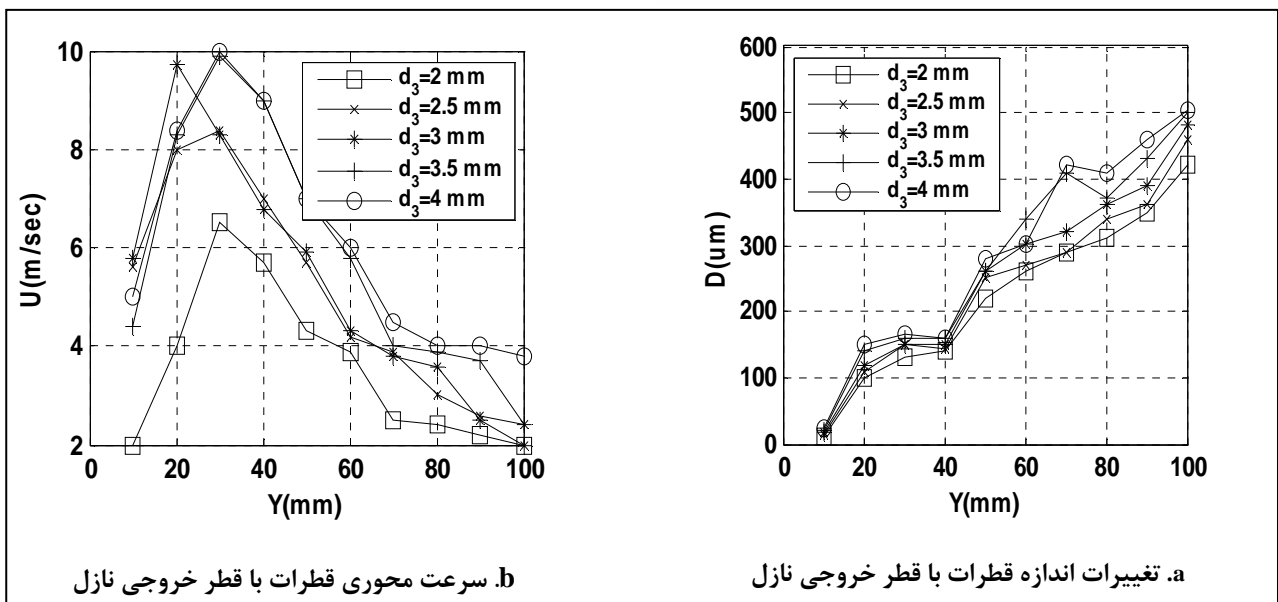 10
8
6
4
2
0
20
40
60
80
100
U(m/sec)
Y(mm)
d3=2 mm
d3=2.5 mm
d3=3 mm
d3=3.5 mm
d3=4 mm
b. سرعت محوری قطرات با قطر خروجی نازل
600
500
400
300
200
100
0
0
20
40
60
80
100
D(um)
Y(mm)
d3=2 mm
d3=2.5 mm
d3=3 mm
d3=3.5 mm
d3=4 mm
a. تغییرات اندازه قطرات با قطر خروجی نازل